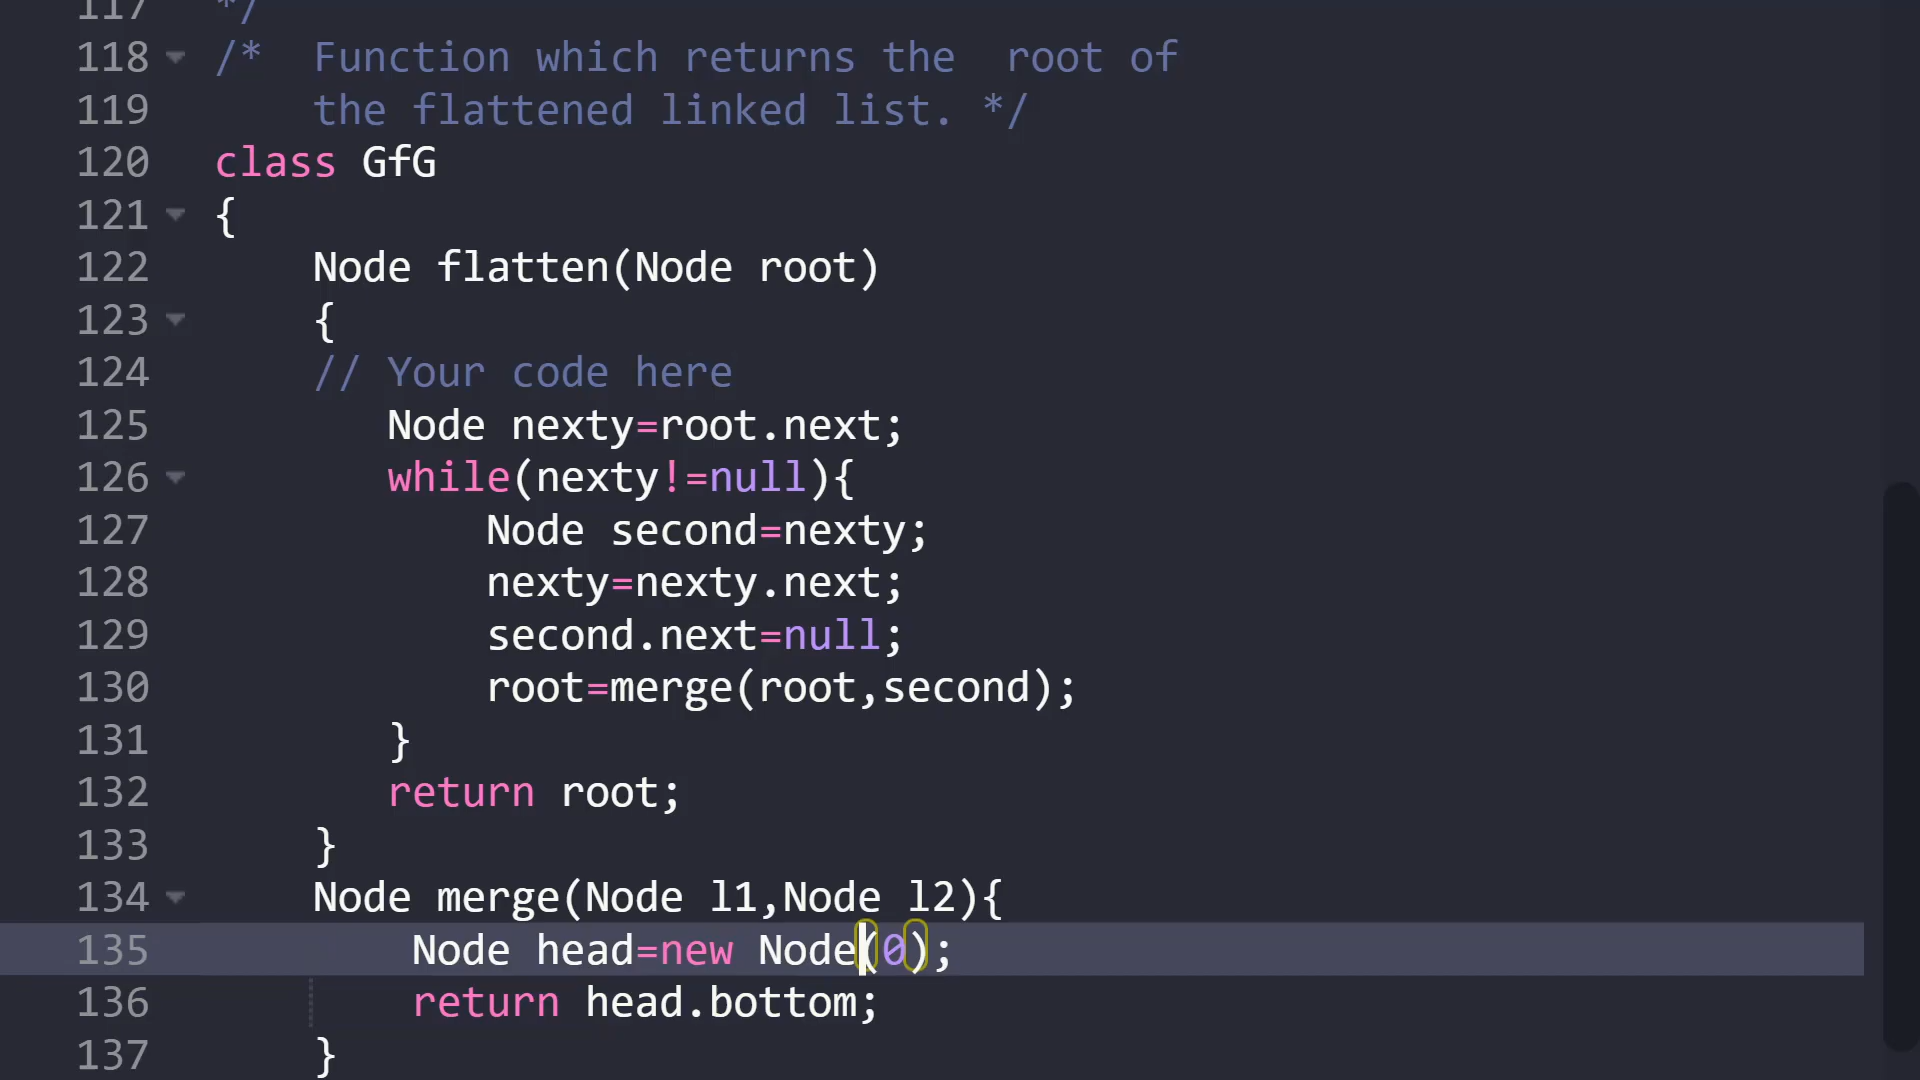 117 */
118 /*  Function which returns the  root of
119     the flattened linked list. */
120 class GfG
121 {
122     Node flatten(Node root)
123     {
124     // Your code here
125        Node nexty=root.next;
126        while(nexty!=null){
127            Node second=nexty;
128            nexty=nexty.next;
129            second.next=null;
130            root=merge(root,second);
131        }
132        return root;
133     }
134     Node merge(Node l1,Node l2){
135         Node head=new Node(0);
136         return head.bottom;
137     }